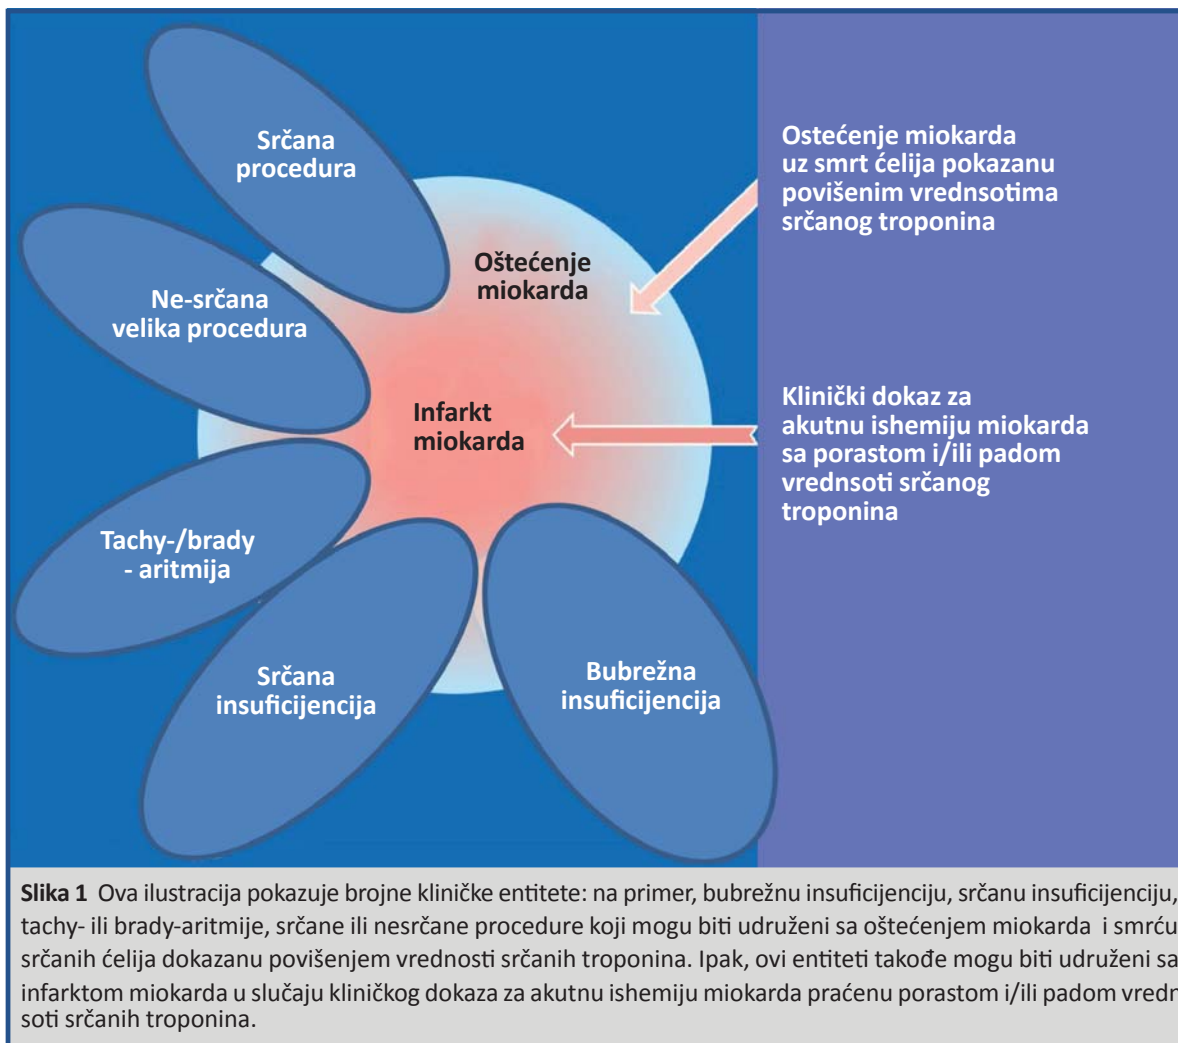 Srčana
procedura
Ostećenje miokarda
uz smrt ćelija pokazanu
povišenim vrednsotima
srčanog troponina
Oštećenje
miokarda
Ne-srčana
velika procedura
Infarkt
miokarda
Klinički dokaz za
akutnu ishemiju miokarda
sa porastom i/ili padom
vrednsoti srčanog
troponina
Tachy-/brady
- aritmija
Srčana
insuficijencija
Bubrežna
insuficijencija
Slika 1 Ova ilustracija pokazuje brojne kliničke entitete: na primer, bubrežnu insuficijenciju, srčanu insuficijenciju,
tachy- ili brady-aritmije, srčane ili nesrčane procedure koji mogu biti udruženi sa oštećenjem miokarda i smrću
srčanih ćelija dokazanu povišenjem vrednosti srčanih troponina. Ipak, ovi entiteti takođe mogu biti udruženi sa
infarktom miokarda u slučaju kliničkog dokaza za akutnu ishemiju miokarda praćenu porastom i/ili padom vredn
soti srčanih troponina.